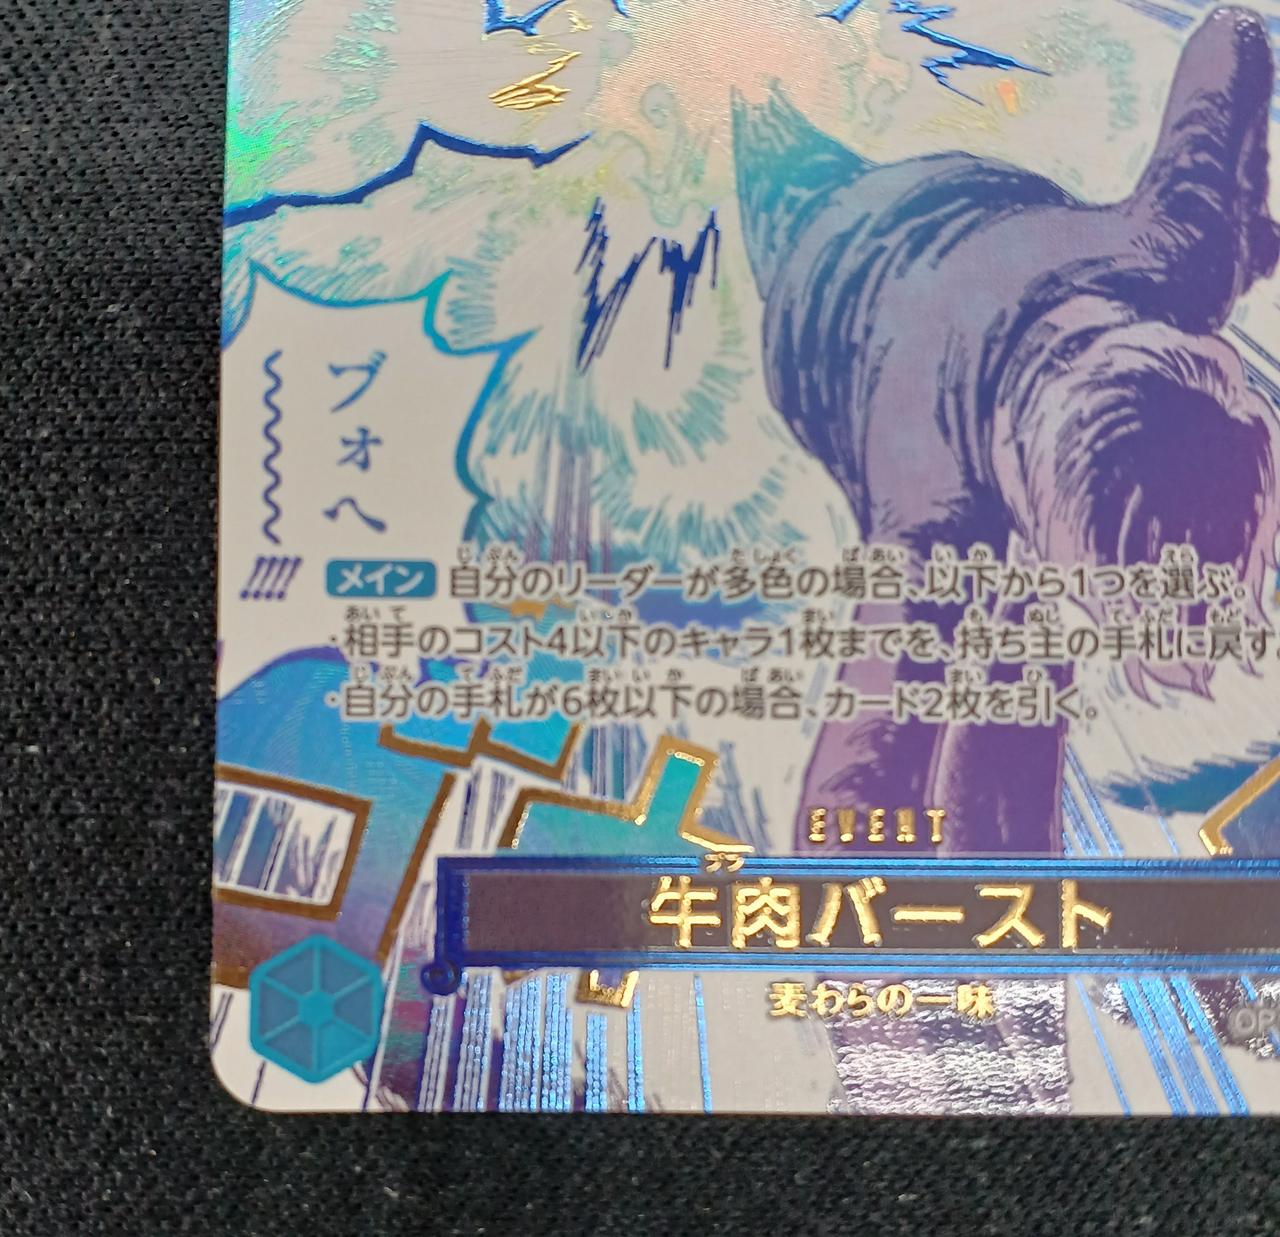 ブォへ
!!!!
メイン 自分のリーダーが多色の場合、以下から1つを選ぶ。
・相手のコスト4以下のキャラ1枚までを、持ち主の手札に戻す。
・自分の手札が6枚以下の場合、カード2枚を引く。
EVENT
牛肉バースト
麦わらの一味
OP